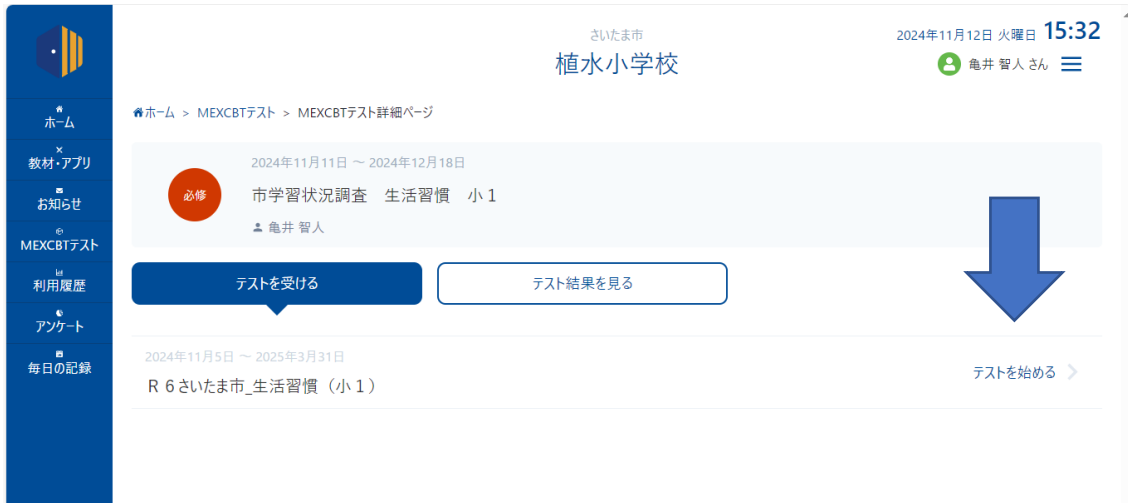 さいたま市
植水小学校
2024年11月12日 火曜日 15:32
亀井 智人 さん
ホーム
教材・アプリ
お知らせ
MEXCBTテスト
利用履歴
アンケート
毎日の記録
ホーム > MEXCBTテスト > MEXCBTテスト詳細ページ
2024年11月11日 ～ 2024年12月18日
必修
市学習状況調査　生活習慣　小１
亀井 智人
テストを受ける
テスト結果を見る
2024年11月5日 ～ 2025年3月31日
Ｒ６さいたま市_生活習慣（小１）
テストを始める